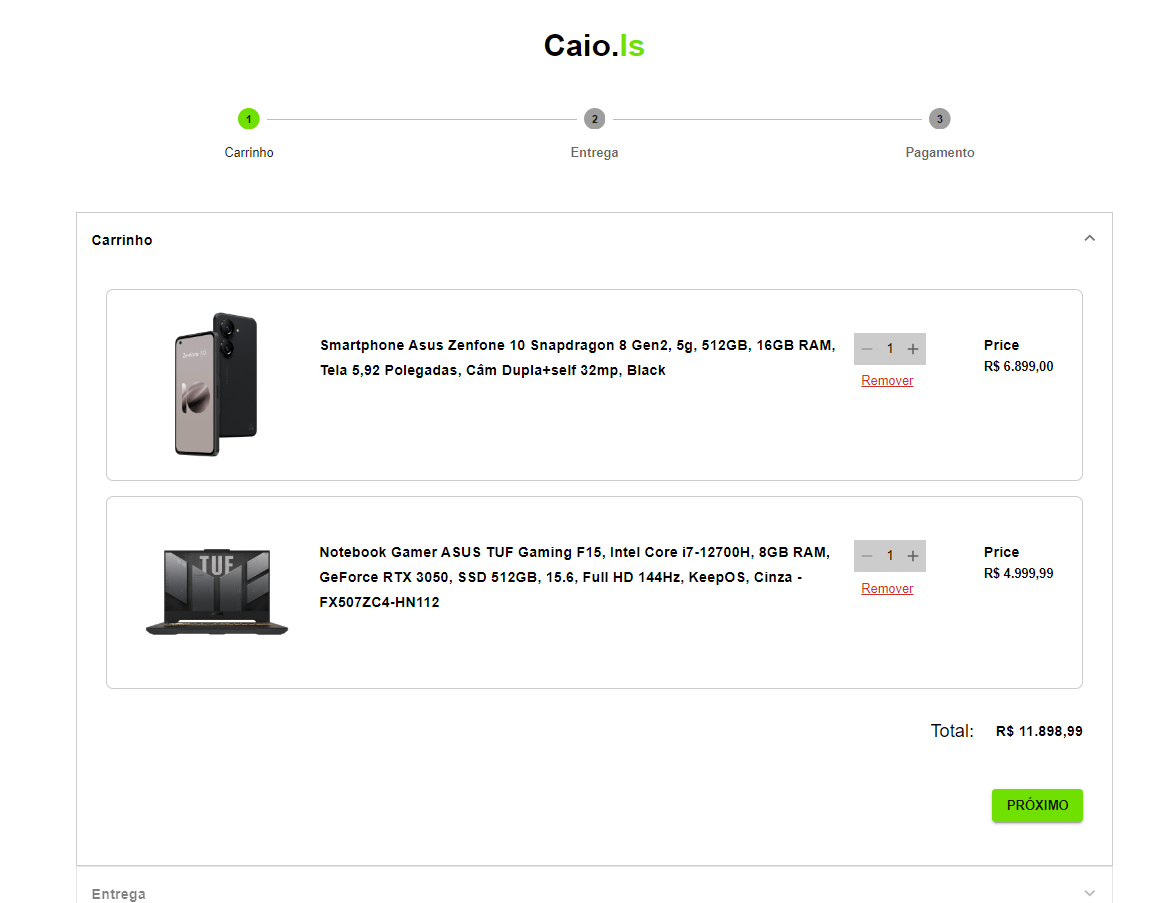 Caio.ls
1
2
3
Carrinho
Entrega
Pagamento
Carrinho
Zenfone 10
Smartphone Asus Zenfone 10 Snapdragon 8 Gen2, 5g, 512GB, 16GB RAM,
Tela 5,92 Polegadas, Câm Dupla+self 32mp, Black
1
Remover
Price
R$ 6.899,00
TUF
Notebook Gamer ASUS TUF Gaming F15, Intel Core i7-12700H, 8GB RAM,
GeForce RTX 3050, SSD 512GB, 15.6, Full HD 144Hz, KeepOS, Cinza -
FX507ZC4-HN112
1
Remover
Price
R$ 4.999,99
Total: R$ 11.898,99
PRÓXIMO
Entrega